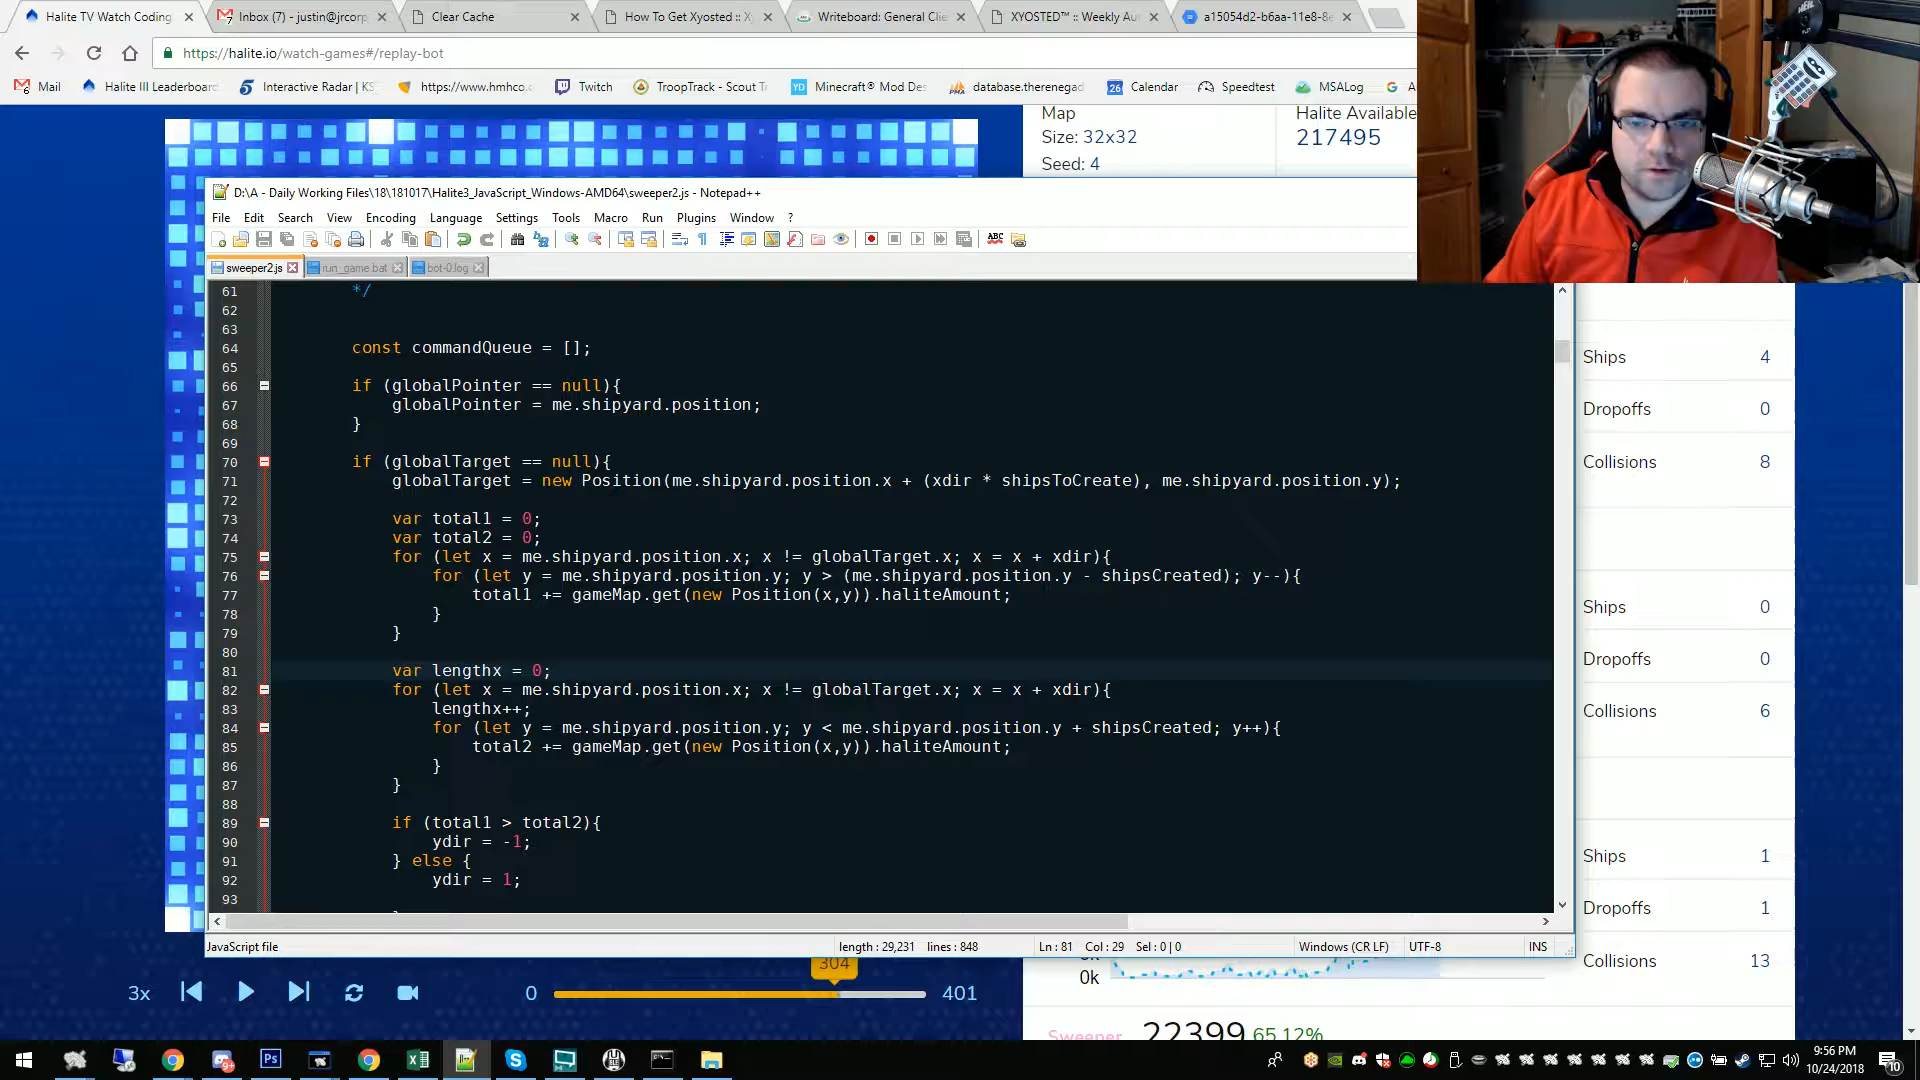 Halite TV Watch Coding
Inbox (7) - justin@jrcorp
Clear Cache
How To Get Xyosted :: X
Writeboard: General Clie
XYOSTED™ :: Weekly Au
a15054d2-b6aa-11e8-8
https://halite.io/watch-games#/replay-bot
Mail
Halite III Leaderboard
Interactive Radar | KS
https://www.hmhco.c
Twitch
TroopTrack - Scout T
Minecraft® Mod Des
database.therenegad
26 Calendar
Speedtest
MSALog
Map
Size: 32x32
Seed: 4
Halite Available
217495
D:\A - Daily Working Files\18\181017\Halite3_JavaScript_Windows-AMD64\sweeper2.js - Notepad++
File Edit Search View Encoding Language Settings Tools Macro Run Plugins Window ?
sweeper2.js run_game.bat bot-0.log
61 */
62
63
64 const commandQueue = [];
65
66 if (globalPointer == null){
67 globalPointer = me.shipyard.position;
68 }
69
70 if (globalTarget == null){
71 globalTarget = new Position(me.shipyard.position.x + (xdir * shipsToCreate), me.shipyard.position.y);
72
73 var total1 = 0;
74 var total2 = 0;
75 for (let x = me.shipyard.position.x; x != globalTarget.x; x = x + xdir){
76 for (let y = me.shipyard.position.y; y > (me.shipyard.position.y - shipsCreated); y--){
77 total1 += gameMap.get(new Position(x,y)).haliteAmount;
78 }
79 }
80
81 var lengthx = 0;
82 for (let x = me.shipyard.position.x; x != globalTarget.x; x = x + xdir){
83 lengthx++;
84 for (let y = me.shipyard.position.y; y < me.shipyard.position.y + shipsCreated; y++){
85 total2 += gameMap.get(new Position(x,y)).haliteAmount;
86 }
87 }
88
89 if (total1 > total2){
90 ydir = -1;
91 } else {
92 ydir = 1;
93
JavaScript file
length : 29,231 lines : 848
Ln : 81 Col : 29 Sel : 0 | 0
Windows (CR LF)
UTF-8
INS
Ships 4
Dropoffs 0
Collisions 8
Ships 0
Dropoffs 0
Collisions 6
Ships 1
Dropoffs 1
Collisions 13
304
3x
0
401
0k
Sweeper 22399 65.12%
9:56 PM
10/24/2018
10